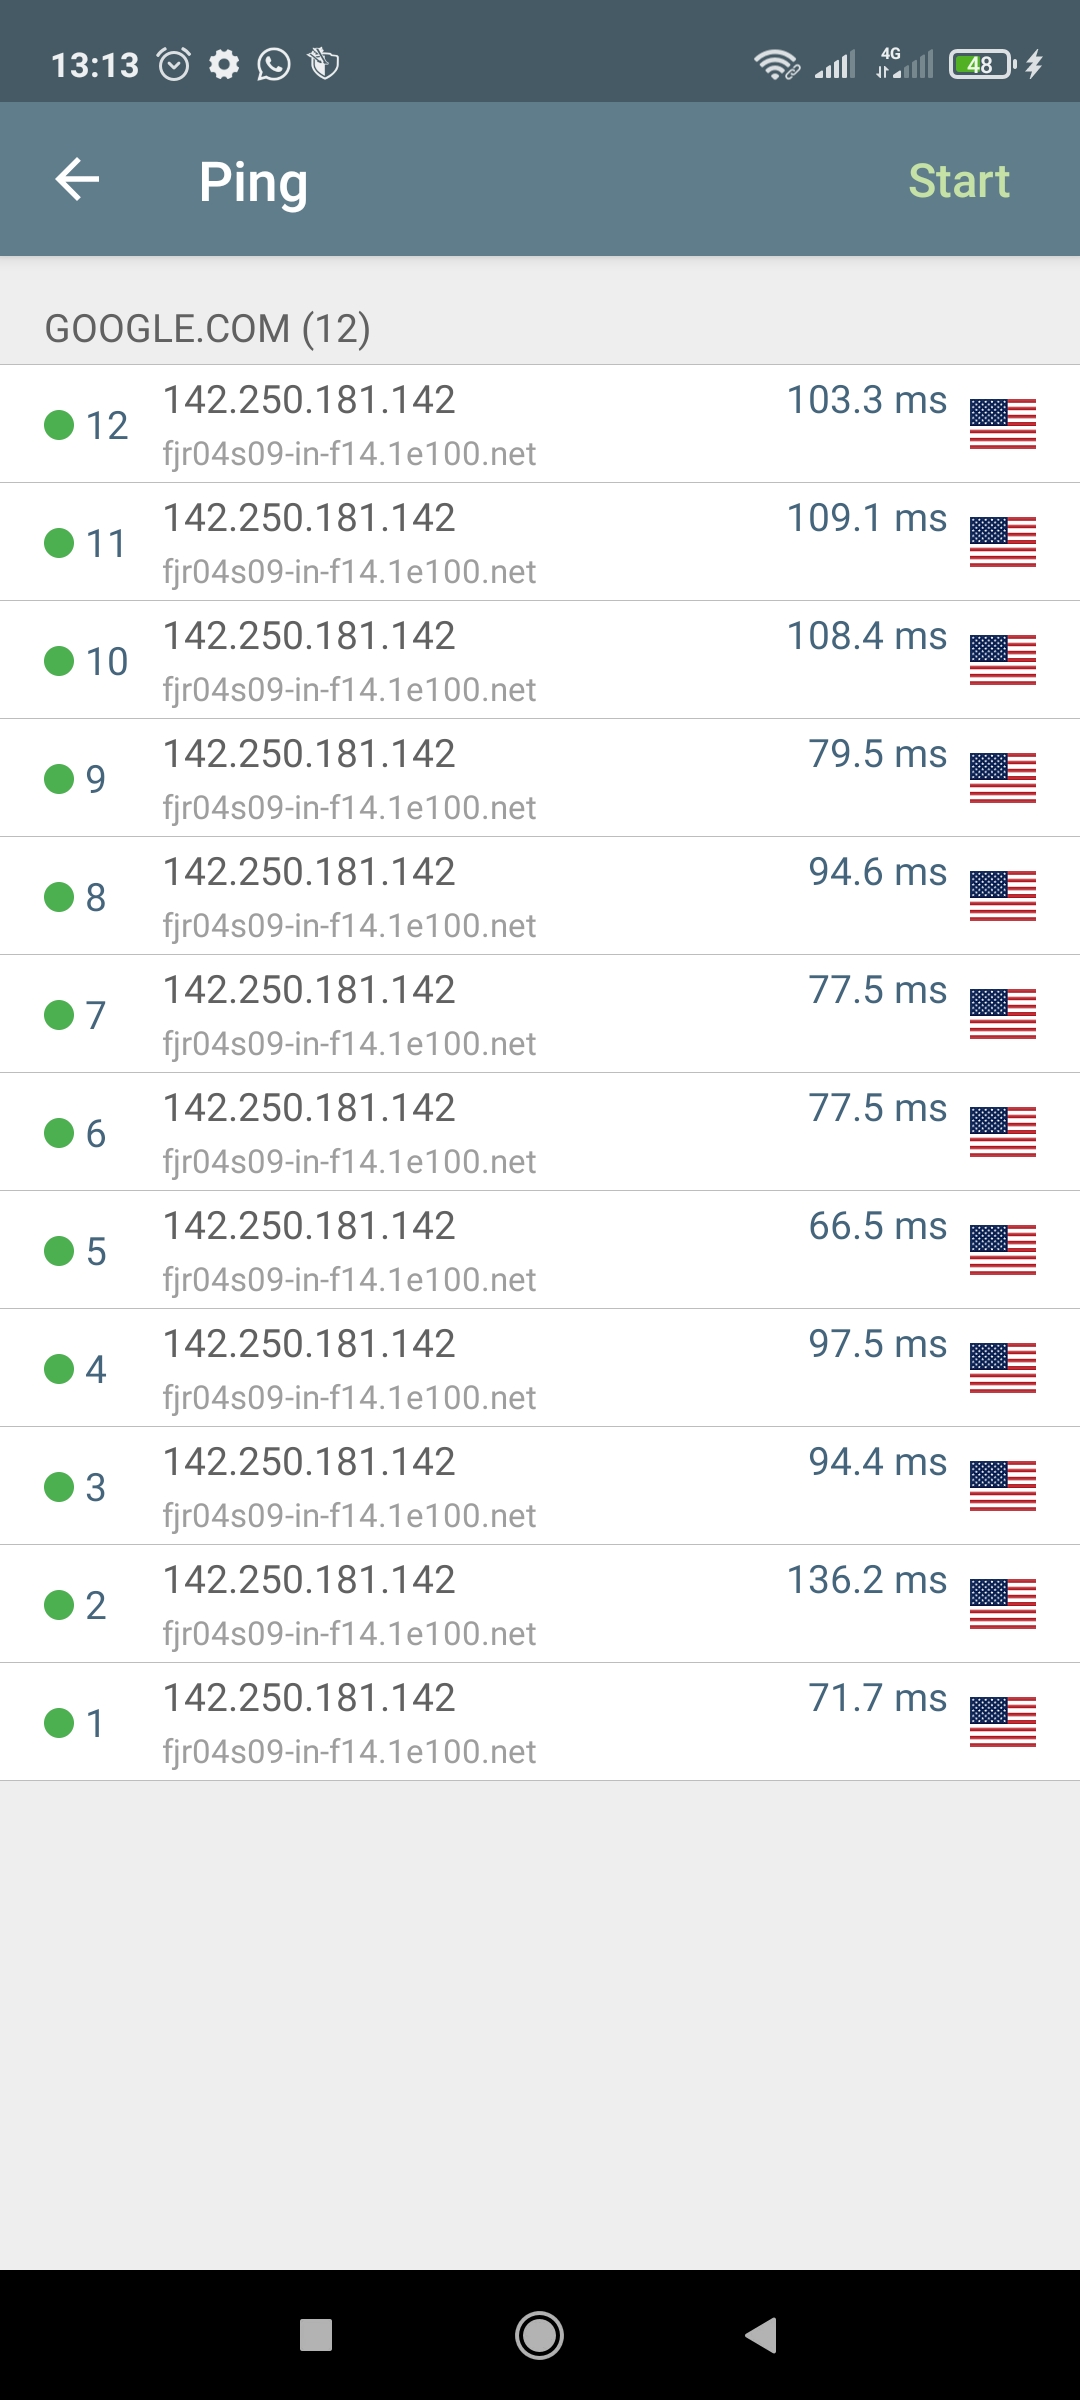 13:13
4G
48
Ping
Start
GOOGLE.COM (12)
12 142.250.181.142 103.3 ms
fjr04s09-in-f14.1e100.net
11 142.250.181.142 109.1 ms
fjr04s09-in-f14.1e100.net
10 142.250.181.142 108.4 ms
fjr04s09-in-f14.1e100.net
9 142.250.181.142 79.5 ms
fjr04s09-in-f14.1e100.net
8 142.250.181.142 94.6 ms
fjr04s09-in-f14.1e100.net
7 142.250.181.142 77.5 ms
fjr04s09-in-f14.1e100.net
6 142.250.181.142 77.5 ms
fjr04s09-in-f14.1e100.net
5 142.250.181.142 66.5 ms
fjr04s09-in-f14.1e100.net
4 142.250.181.142 97.5 ms
fjr04s09-in-f14.1e100.net
3 142.250.181.142 94.4 ms
fjr04s09-in-f14.1e100.net
2 142.250.181.142 136.2 ms
fjr04s09-in-f14.1e100.net
1 142.250.181.142 71.7 ms
fjr04s09-in-f14.1e100.net